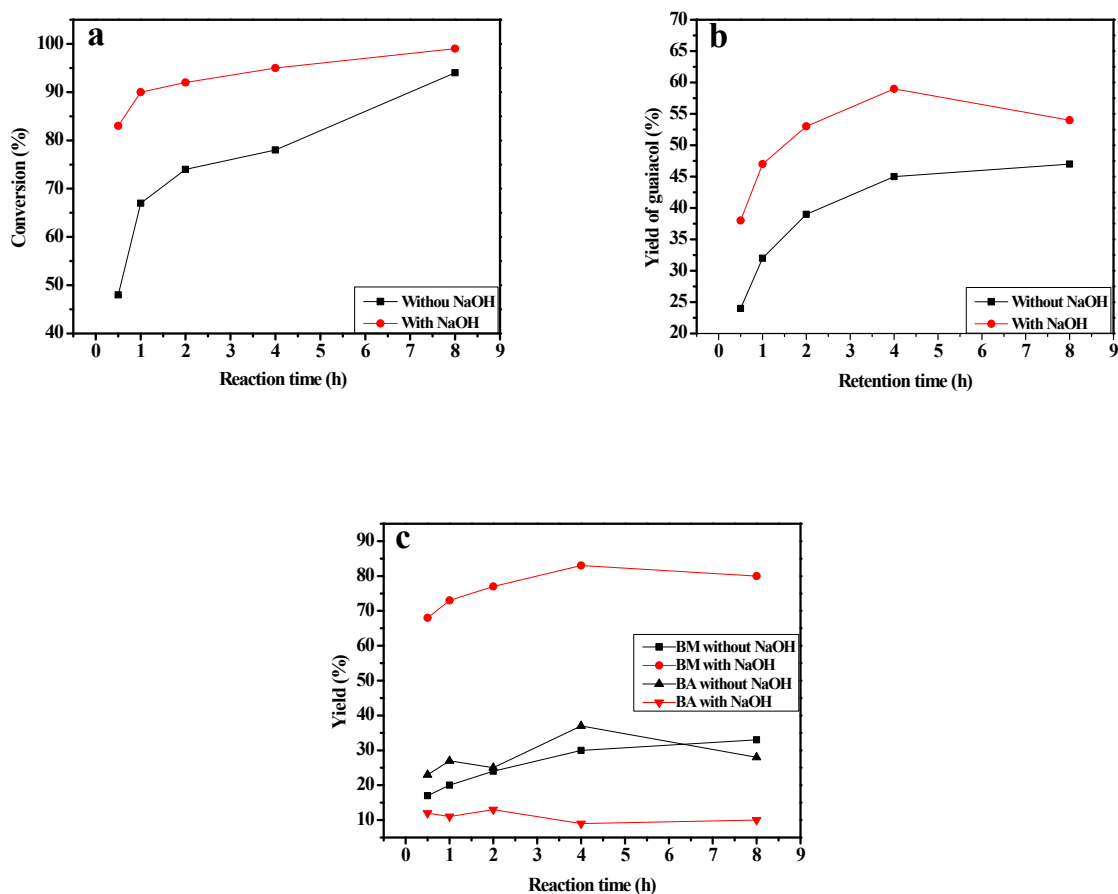 a
100
90
80
70
60
50
40
Conversion (%)
Withou NaOH
With NaOH
0 1 2 3 4 5 6 7 8 9
Reaction time (h)
b
70
65
60
55
50
45
40
35
30
25
20
Yield of guaiacol (%)
Without NaOH
With NaOH
0 1 2 3 4 5 6 7 8 9
Retention time (h)
c
90
80
70
60
50
40
30
20
10
Yield (%)
BM without NaOH
BM with NaOH
BA without NaOH
BA with NaOH
0 1 2 3 4 5 6 7 8 9
Reaction time (h)